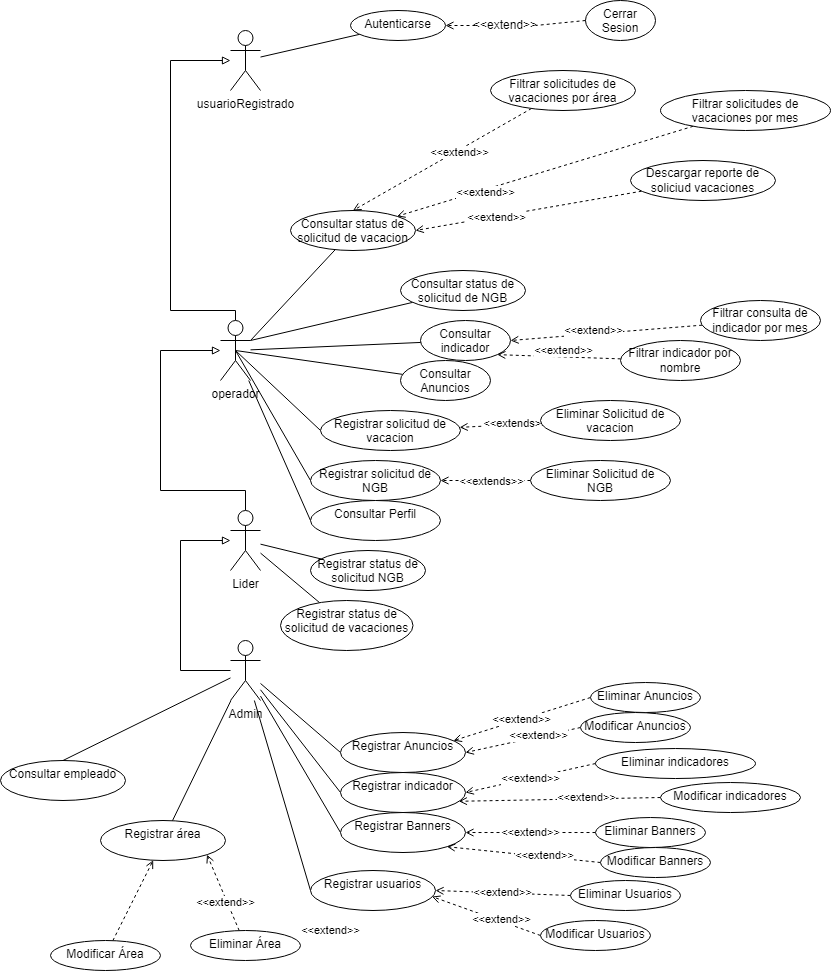 Autenticarse
<<extend>>
Cerrar
Sesion
usuarioRegistrado
Filtrar solicitudes de
vacaciones por área
Filtrar solicitudes de
vacaciones por mes
<<extend>>
Descargar reporte de
soliciud vacaciones
<<extend>>
<<extend>>
Consultar status de
solicitud de vacacion
Consultar status de
solicitud de NGB
Filtrar consulta de
indicador por mes
<<extend>>
Consultar
indicador
<<extend>>
Filtrar indicador por
nombre
Consultar
Anuncios
operador
Registrar solicitud de
vacacion
<<extends>
Eliminar Solicitud de
vacacion
Registrar solicitud de
NGB
<<extends>>
Eliminar Solicitud de
NGB
Consultar Perfil
Registrar status de
solicitud NGB
Lider
Registrar status de
solicitud de vacaciones
Eliminar Anuncios
Admin
<<extend>>
Modificar Anuncios
<<extend>>
Registrar Anuncios
Eliminar indicadores
Consultar empleado
<<extend>>
Registrar indicador
<<extend>>
Modificar indicadores
Registrar Banners
<<extend>>
Eliminar Banners
Registrar área
<<extend>>
Modificar Banners
Registrar usuarios
<<extend>>
Eliminar Usuarios
<<extend>>
<<extend>>
<<extend>>
Modificar Usuarios
Modificar Área
Eliminar Área